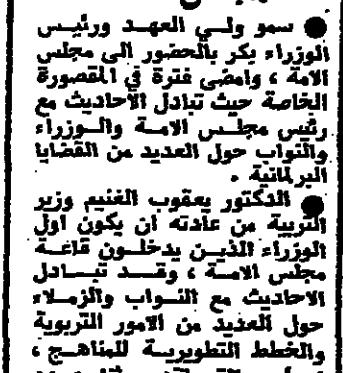 ● سمو ولي العهد ورئيس
الوزراء بكر بالحضور الى مجلس
الامة ، وامضى فترة في المقصورة
الخاصة حيث تبادل الاحاديث مع
رئيس مجلس الامة والوزراء
والنواب حول العديد من القضايا
البرلمانية .
● الدكتور يعقوب الغنيم وزير
التربية من عادته ان يكون اول
الوزراء الذين يدخلون قاعة
مجلس الامة ، وقد تبادل
الاحاديث مع النواب والزملاء
حول العديد من الامور التربوية
والخطط التطويرية للمناهج ،